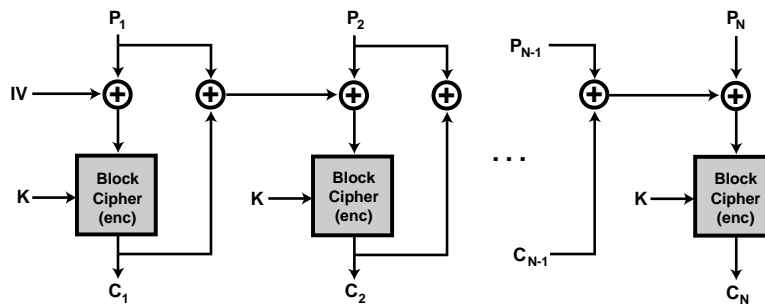 P1
P2
PN-1
PN
IV
K
Block
Cipher
(enc)
K
Block
Cipher
(enc)
. . .
K
Block
Cipher
(enc)
C1
C2
CN-1
CN